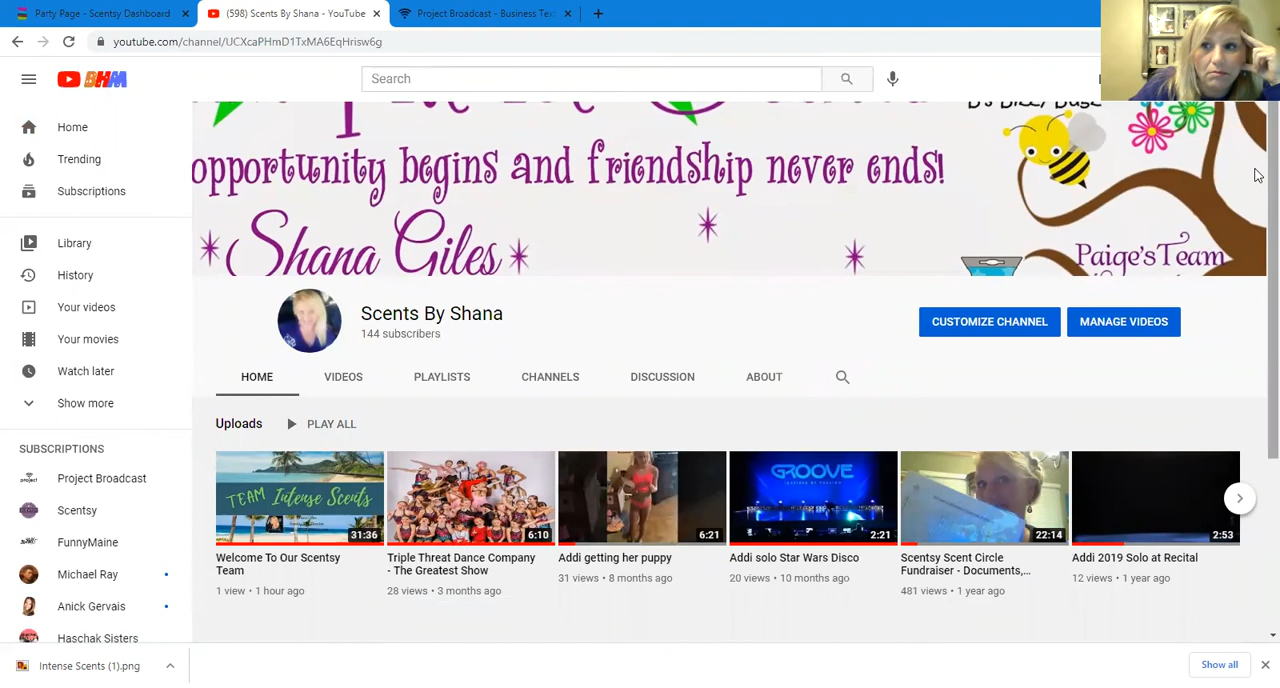 Party Page - Scentsy Dashboard
(598) Scents By Shana - YouTube
Project Broadcast - Business Tex
youtube.com/channel/UCXcaPHmD1TxMA6EqHrisw6g
BHM
Search
Home
Trending
Subscriptions
Library
History
Your videos
Your movies
Watch later
Show more
SUBSCRIPTIONS
Project Broadcast
Scentsy
FunnyMaine
Michael Ray
Anick Gervais
Haschak Sisters
opportunity begins and friendship never ends!
Shana Giles
Paige's Team
Scents By Shana
144 subscribers
CUSTOMIZE CHANNEL
MANAGE VIDEOS
HOME
VIDEOS
PLAYLISTS
CHANNELS
DISCUSSION
ABOUT
Uploads
PLAY ALL
TEAM Intense Scents
31:36
Welcome To Our Scentsy
Team
1 view • 1 hour ago
6:10
Triple Threat Dance Company
- The Greatest Show
28 views • 3 months ago
6:21
Addi getting her puppy
31 views • 8 months ago
GROOVE
2:21
Addi solo Star Wars Disco
20 views • 10 months ago
22:14
Scentsy Scent Circle
Fundraiser - Documents,...
481 views • 1 year ago
2:53
Addi 2019 Solo at Recital
12 views • 1 year ago
Intense Scents (1).png
Show all